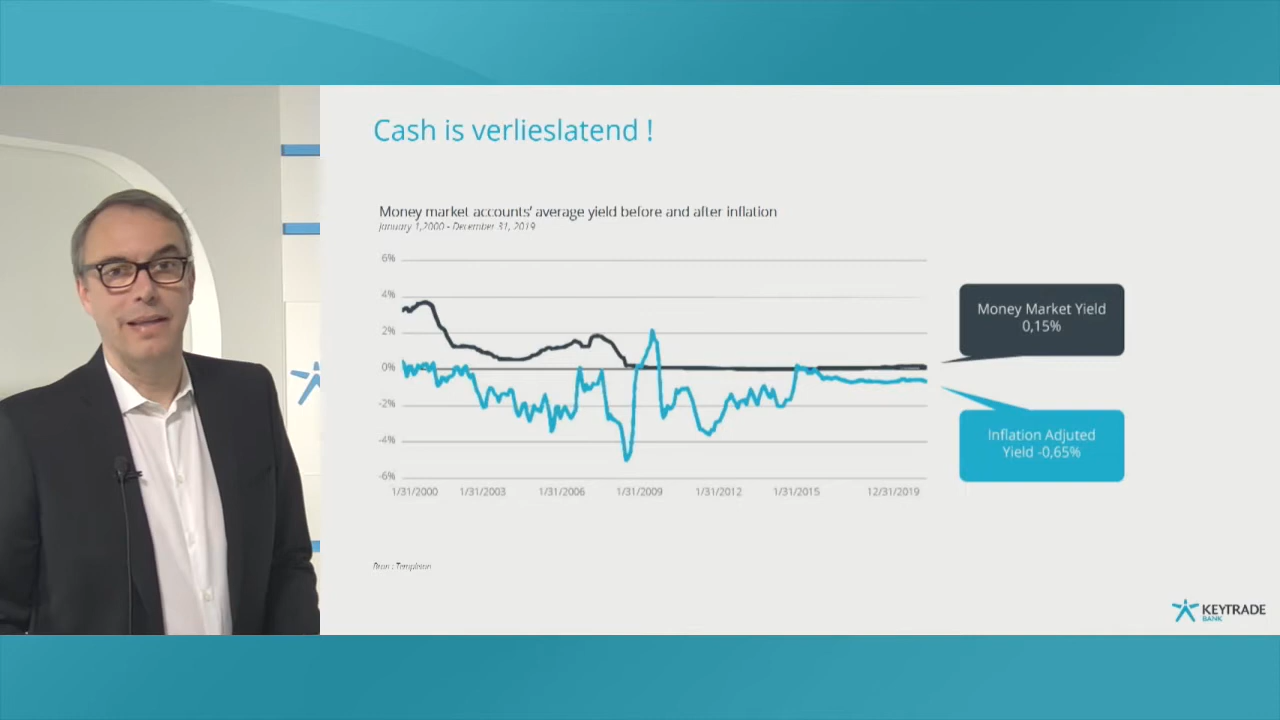 Cash is verlieslatend !
Money market accounts' average yield before and after inflation
January 1,2000 - December 31, 2019
6%
4%
2%
0%
-2%
-4%
-6%
1/31/2000 1/31/2003 1/31/2006 1/31/2009 1/31/2012 1/31/2015 12/31/2019
Money Market Yield
0,15%
Inflation Adjuted
Yield -0,65%
Bron : Templeton
KEYTRADE
BANK